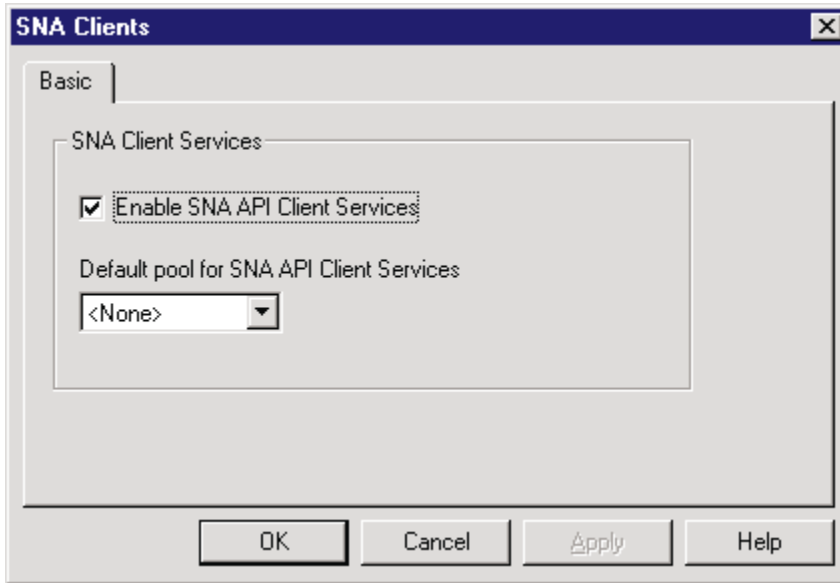 SNA Clients
Basic
SNA Client Services
Enable SNA API Client Services
Default pool for SNA API Client Services
<None>
OK Cancel Apply Help